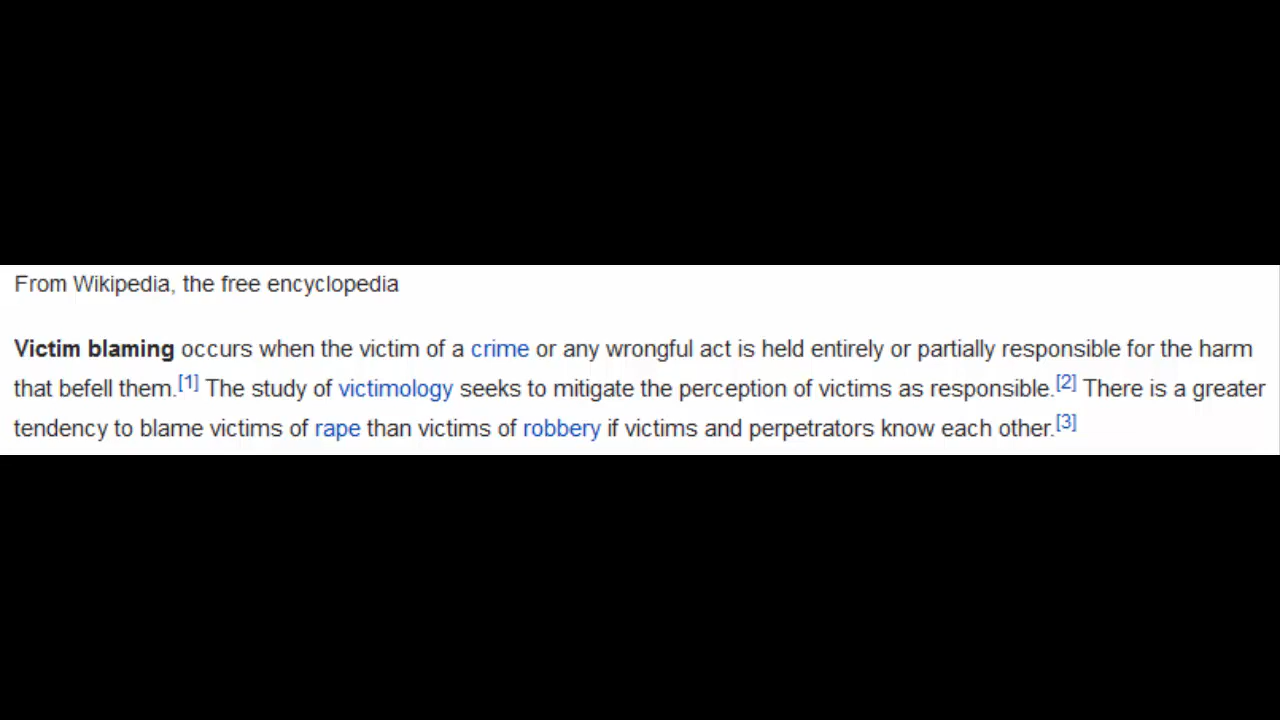 From Wikipedia, the free encyclopedia
Victim blaming occurs when the victim of a crime or any wrongful act is held entirely or partially responsible for the harm
that befell them.[1] The study of victimology seeks to mitigate the perception of victims as responsible.[2] There is a greater
tendency to blame victims of rape than victims of robbery if victims and perpetrators know each other.[3]